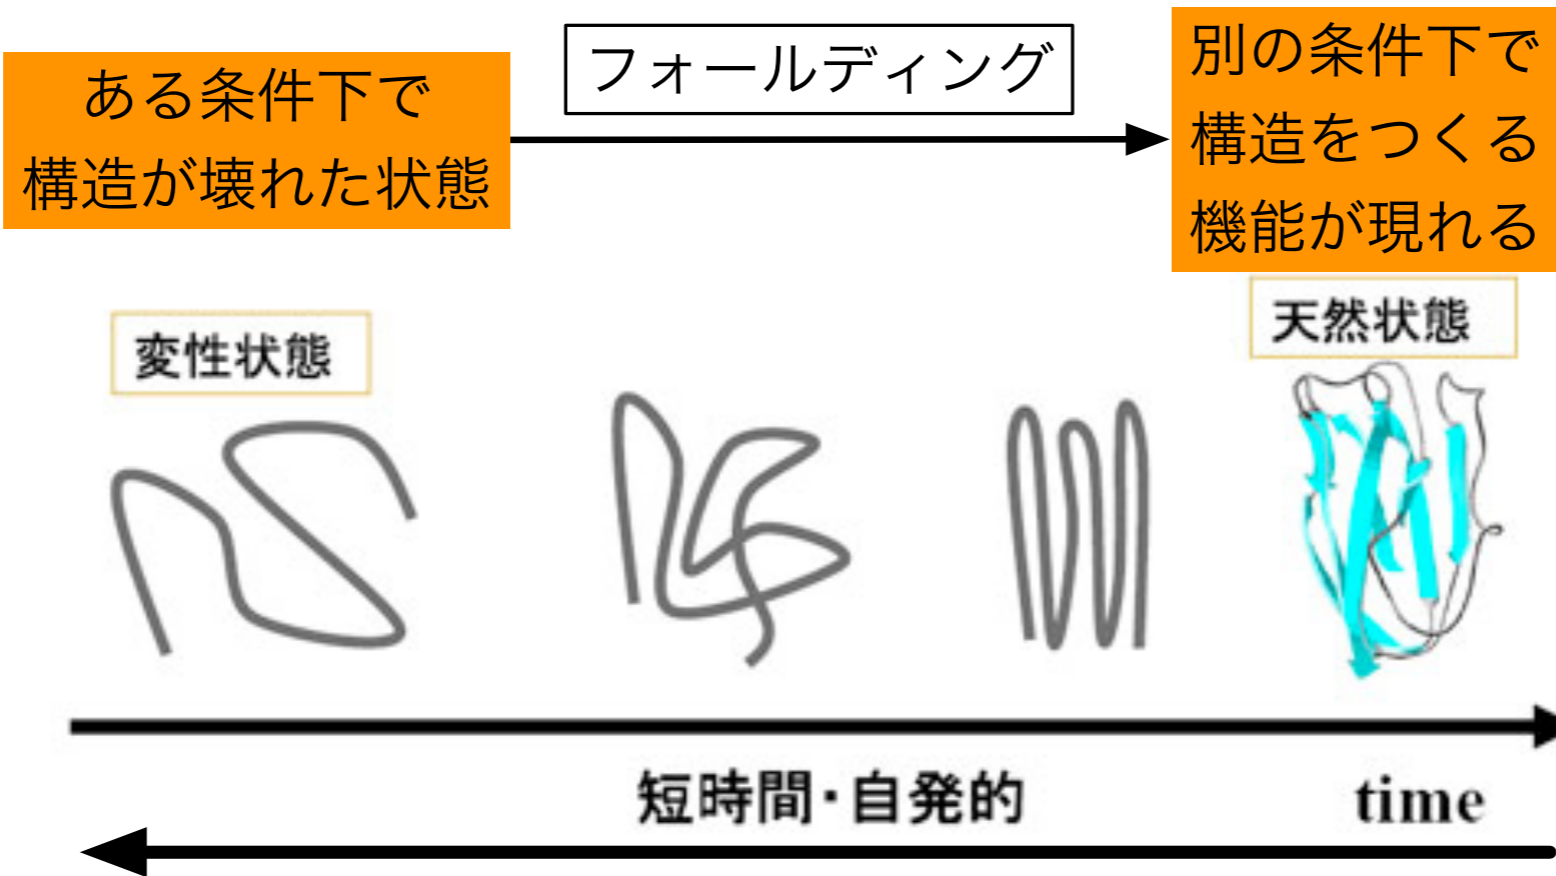 ある条件下で
構造が壊れた状態
フォールディング
別の条件下で
構造をつくる
機能が現れる
変性状態
天然状態
短時間・自発的
time